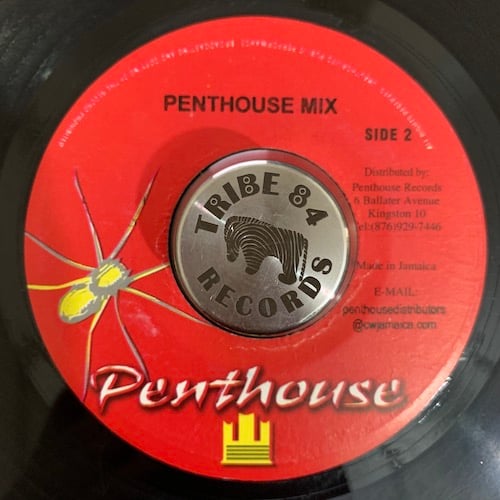 PENTHOUSE MIX
SIDE 2
Distributed by:
Penthouse Records
6 Ballater Avenue
Kingston 10
Tel:(876)929-7446
Made in Jamaica
E-MAIL:
penthousedistributors
@cwjamaica.com
TRIBE 84
RECORDS
Penthouse